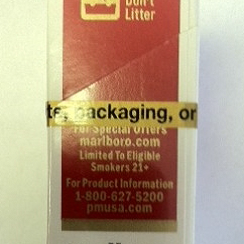 Don't
Litter
te, packaging, or
For Special Offers
marlboro.com
Limited To Eligible
Smokers 21+
For Product Information
1-800-627-5200
pmusa.com